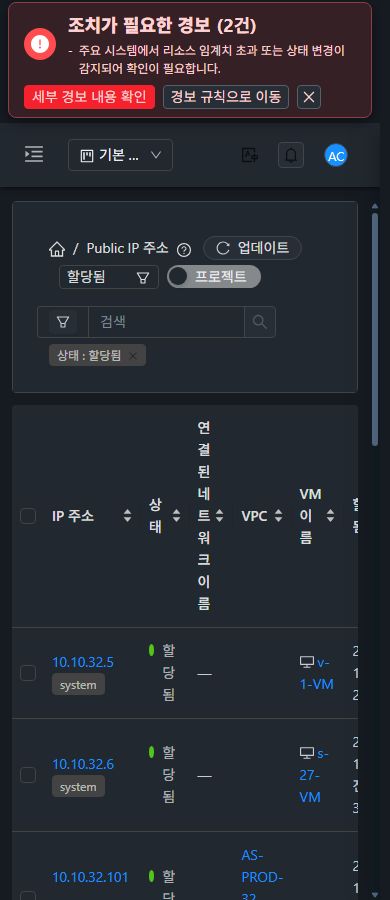 조치가 필요한 경보 (2건)
- 주요 시스템에서 리소스 임계치 초과 또는 상태 변경이
감지되어 확인이 필요합니다.
세부 경보 내용 확인 경보 규칙으로 이동
기본 ... AC
/ Public IP 주소 업데이트
할당됨 프로젝트
검색
상태 : 할당됨
IP 주소
상
태
연
결
된
네
트
워
크
이
름
VPC
VM
이
름
10.10.32.5
system
할
당
됨
—
v-
1-VM
10.10.32.6
system
할
당
됨
—
s-
27-
VM
10.10.32.101
할
당
AS-
PROD-